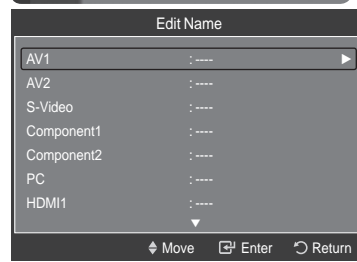 Edit Name
AV1 : ----
AV2 : ----
S-Video : ----
Component1 : ----
Component2 : ----
PC : ----
HDMI1 : ----
Move Enter Return